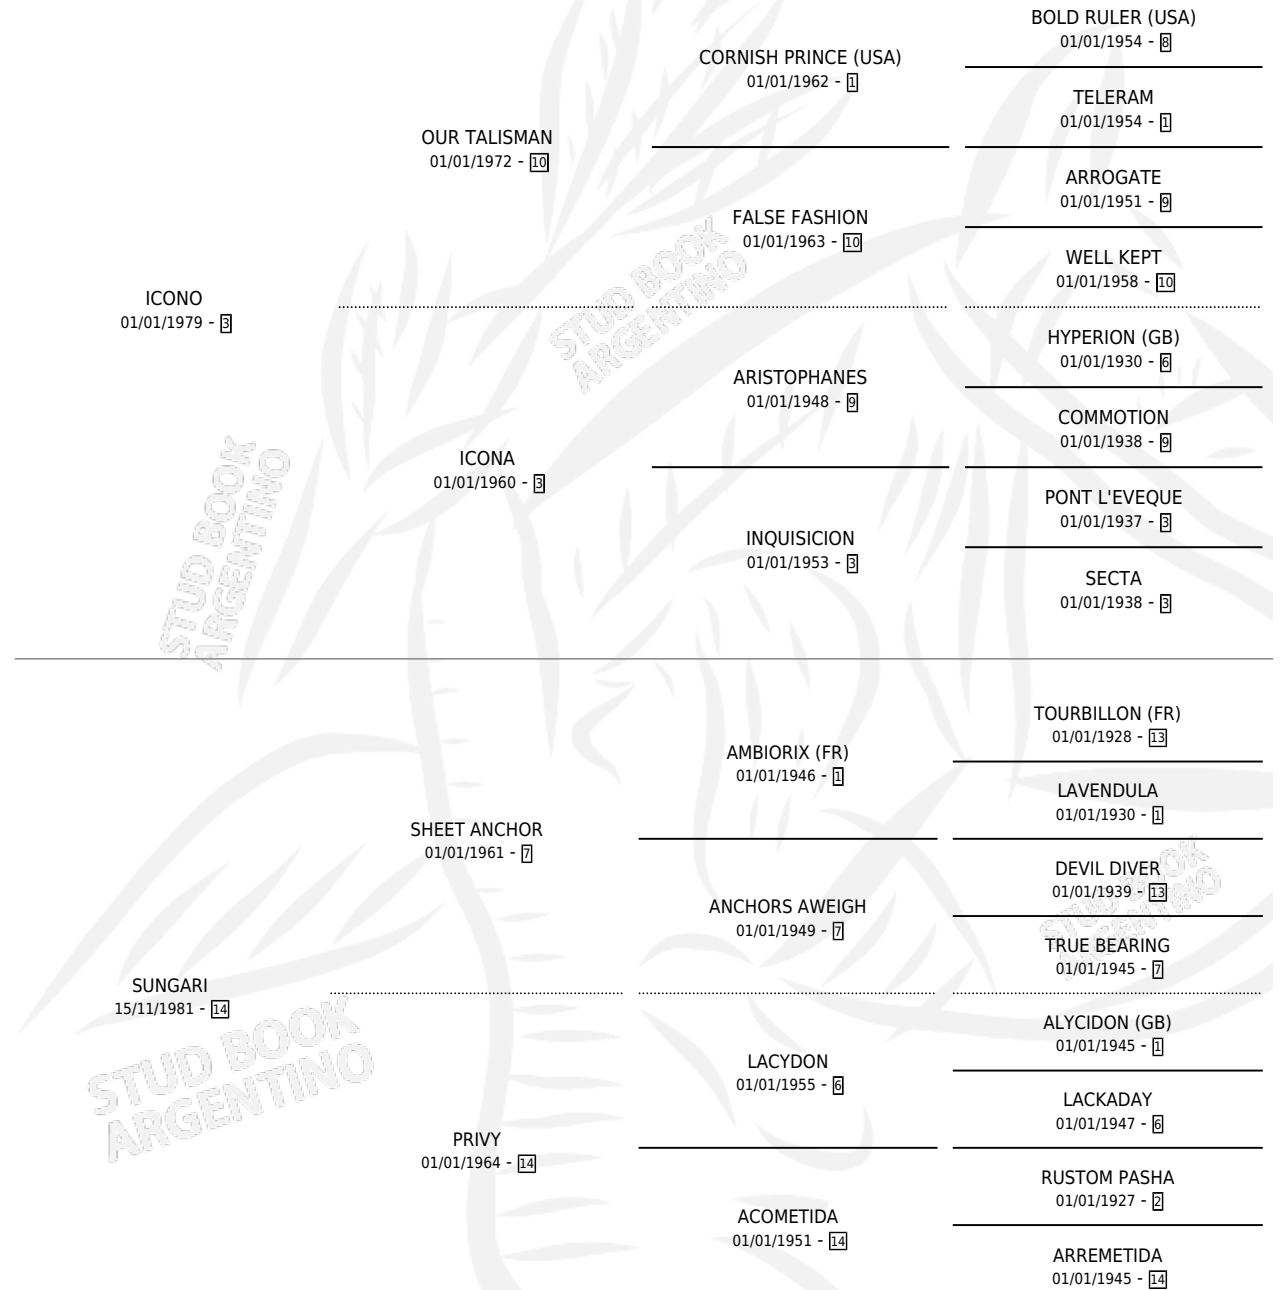 BOLD RULER (USA)
01/01/1954 - 8
CORNISH PRINCE (USA)
01/01/1962 - 1
TELERAM
01/01/1954 - 1
OUR TALISMAN
01/01/1972 - 10
ARROGATE
01/01/1951 - 9
FALSE FASHION
01/01/1963 - 10
WELL KEPT
01/01/1958 - 10
ICONO
01/01/1979 - 3
HYPERION (GB)
01/01/1930 - 6
ARISTOPHANES
01/01/1948 - 9
COMMOTION
01/01/1938 - 9
ICONA
01/01/1960 - 3
PONT L'EVEQUE
01/01/1937 - 3
INQUISICION
01/01/1953 - 3
SECTA
01/01/1938 - 3
TOURBILLON (FR)
01/01/1928 - 13
AMBIORIX (FR)
01/01/1946 - 1
LAVENDULA
01/01/1930 - 1
SHEET ANCHOR
01/01/1961 - 7
DEVIL DIVER
01/01/1939 - 13
ANCHORS AWEIGH
01/01/1949 - 7
TRUE BEARING
01/01/1945 - 7
SUNGARI
15/11/1981 - 14
ALYCIDON (GB)
01/01/1945 - 1
LACYDON
01/01/1955 - 6
LACKADAY
01/01/1947 - 6
PRIVY
01/01/1964 - 14
RUSTOM PASHA
01/01/1927 - 2
ACOMETIDA
01/01/1951 - 14
ARREMETIDA
01/01/1945 - 14
STUD BOOK
ARGENTINO
STUD BOOK
ARGENTINO
STUD BOOK
ARGENTINO
STUD BOOK
ARGENTINO